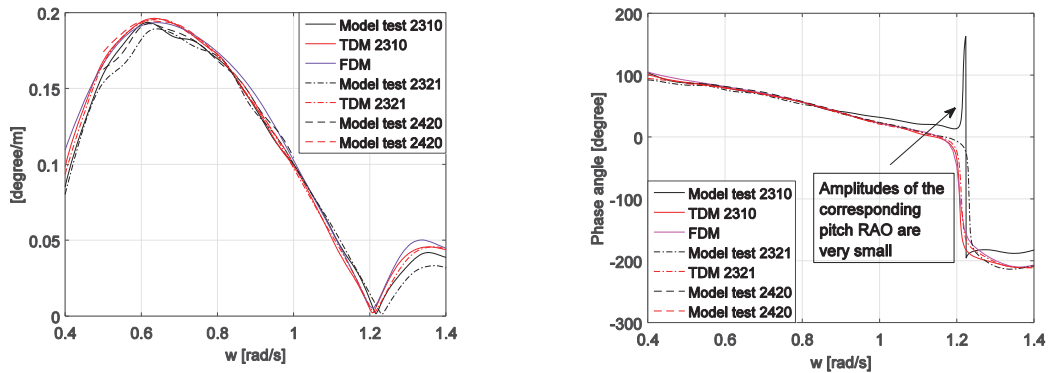 0.2
0.15
0.1
0.05
0
[degree/m]
0.4
0.6
0.8
1
1.2
1.4
w [rad/s]
Model test 2310
TDM 2310
FDM
Model test 2321
TDM 2321
Model test 2420
Model test 2420
200
100
0
-100
-200
-300
Phase angle [degree]
0.4
0.6
0.8
1
1.2
1.4
w [rad/s]
Model test 2310
TDM 2310
FDM
Model test 2321
TDM 2321
Model test 2420
Model test 2420
Amplitudes of the
corresponding
pitch RAO are
very small